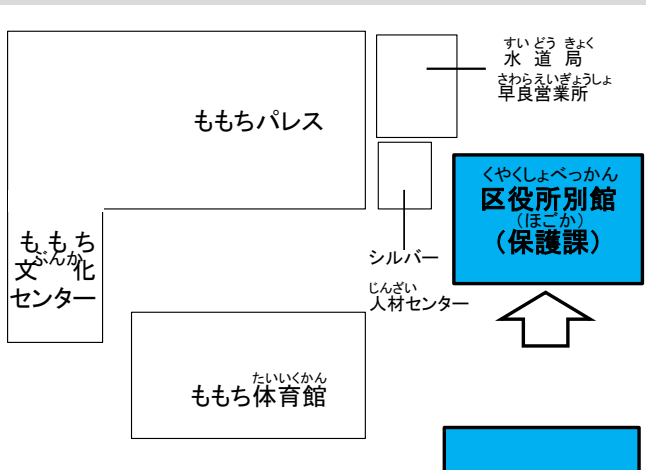 すいどうきょく
水道局
さわらえいぎょうしょ
早良営業所
ももちパレス
くやくしょべっかん
区役所別館
（ほごか）
（保護課）
ももち
ぶんか
文化
センター
シルバー
じんざい
人材センター
たいいくかん
ももち体育館